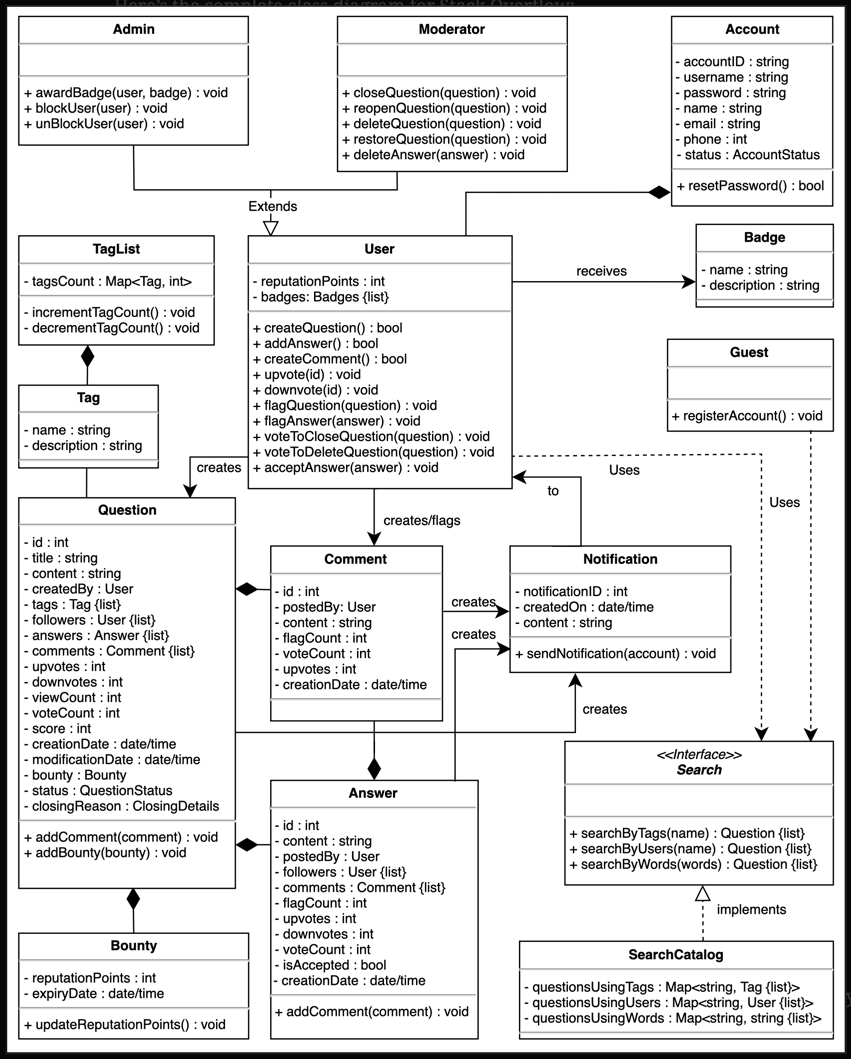 Here's the complete class diagram for Stack Overflow:
Admin
+ awardBadge(user, badge) : void
+ blockUser(user) : void
+ unBlockUser(user) : void
Moderator
+ closeQuestion(question) : void
+ reopenQuestion(question) : void
+ deleteQuestion(question) : void
+ restoreQuestion(question) : void
+ deleteAnswer(answer) : void
Account
- accountID : string
- username : string
- password : string
- name : string
- email : string
- phone : int
- status : AccountStatus
+ resetPassword() : bool
Extends
TagList
- tagsCount : Map<Tag, int>
- incrementTagCount() : void
- decrementTagCount() : void
User
- reputationPoints : int
- badges: Badges {list}
+ createQuestion() : bool
+ addAnswer() : bool
+ createComment() : bool
+ upvote(id) : void
+ downvote(id) : void
+ flagQuestion(question) : void
+ flagAnswer(answer) : void
+ voteToCloseQuestion(question) : void
+ voteToDeleteQuestion(question) : void
+ acceptAnswer(answer) : void
receives
Badge
- name : string
- description : string
Guest
+ registerAccount() : void
Tag
- name : string
- description : string
creates
creates/flags
to
Uses
Uses
Question
- id : int
- title : string
- content : string
- createdBy : User
- tags : Tag {list}
- followers : User {list}
- answers : Answer {list}
- comments : Comment {list}
- upvotes : int
- downvotes : int
- viewCount : int
- voteCount : int
- score : int
- creationDate : date/time
- modificationDate : date/time
- bounty : Bounty
- status : QuestionStatus
- closingReason : ClosingDetails
+ addComment(comment) : void
+ addBounty(bounty) : void
Comment
- id : int
- postedBy: User
- content : string
- flagCount : int
- voteCount : int
- upvotes : int
- creationDate : date/time
creates
creates
creates
Notification
- notificationID : int
- createdOn : date/time
- content : string
+ sendNotification(account) : void
Answer
- id : int
- content : string
- postedBy : User
- followers : User {list}
- comments : Comment {list}
- flagCount : int
- upvotes : int
- downvotes : int
- voteCount : int
- isAccepted : bool
- creationDate : date/time
+ addComment(comment) : void
<<Interface>>
Search
+ searchByTags(name) : Question {list}
+ searchByUsers(name) : Question {list}
+ searchByWords(words) : Question {list}
implements
Bounty
- reputationPoints : int
- expiryDate : date/time
+ updateReputationPoints() : void
SearchCatalog
- questionsUsingTags : Map<string, Tag {list}>
- questionsUsingUsers : Map<string, User {list}>
- questionsUsingWords : Map<string, string {list}>